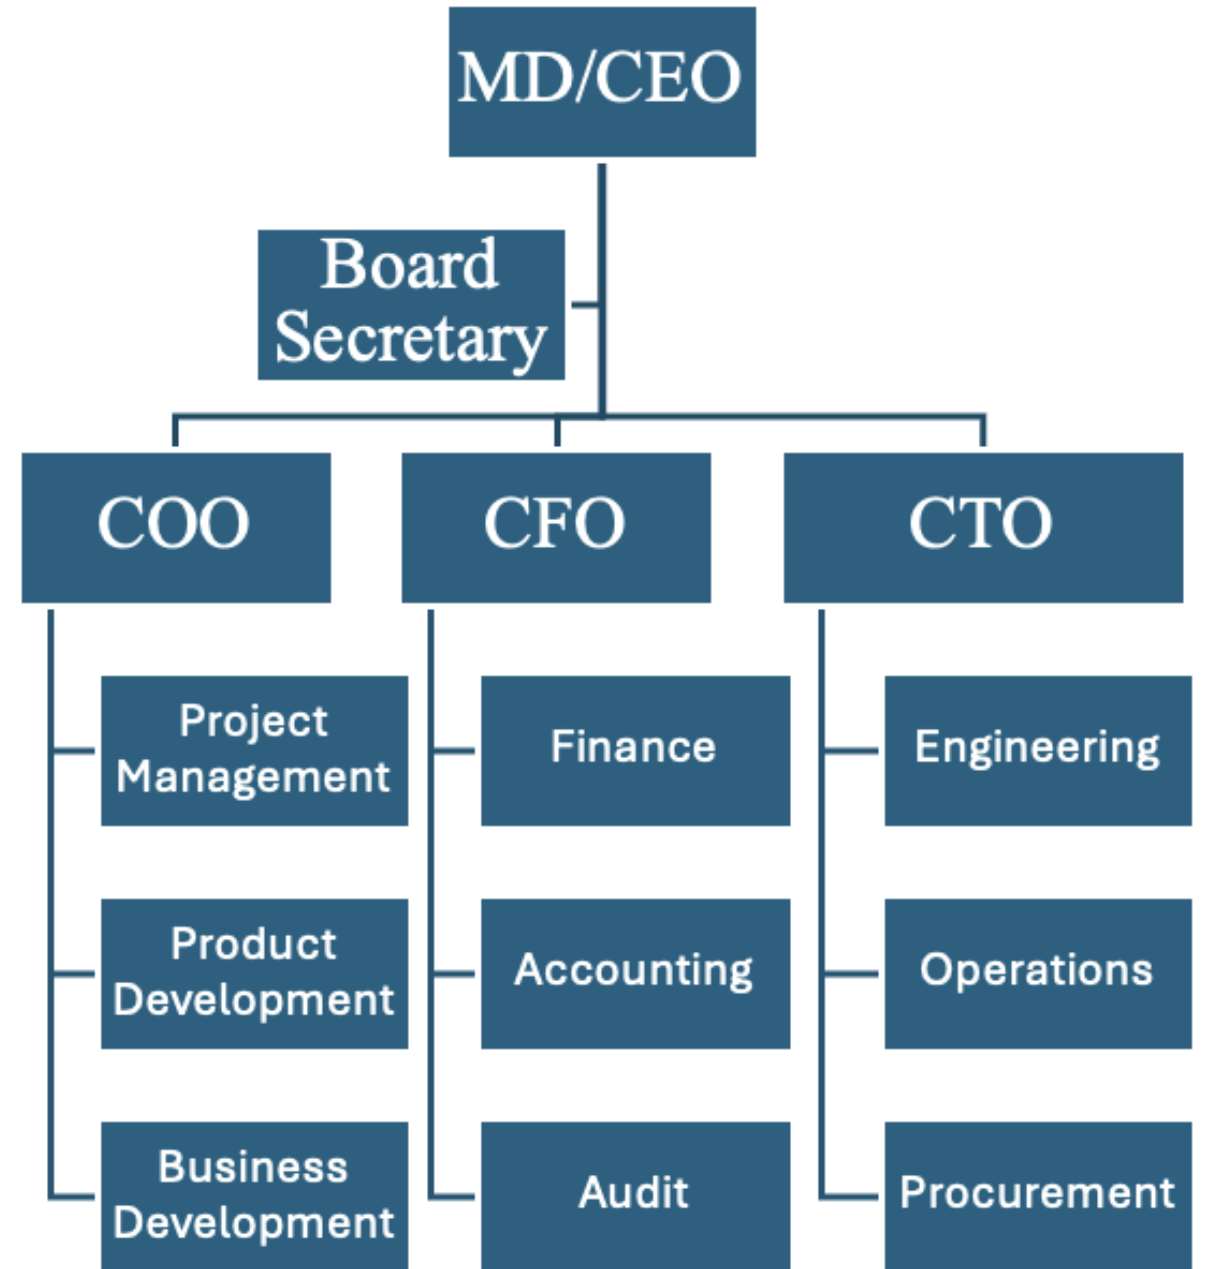 MD/CEO
Board
Secretary
COO
CFO
CTO
Project
Management
Finance
Engineering
Product
Development
Accounting
Operations
Business
Development
Audit
Procurement